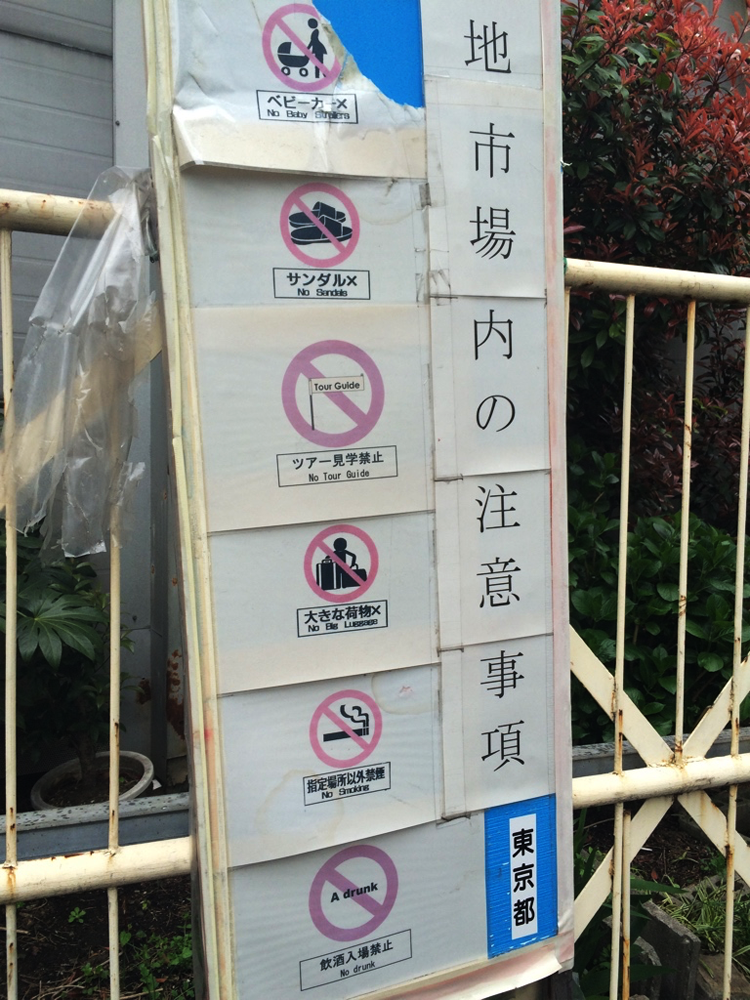 地市場内の注意事項
ベビーカー×
No Baby Strollers
サンダル×
No Sandals
Tour Guide
ツアー見学禁止
No Tour Guide
大きな荷物×
No Big Luggage
指定場所以外禁煙
No Smoking
A drunk
飲酒入場禁止
No drunk
東京都